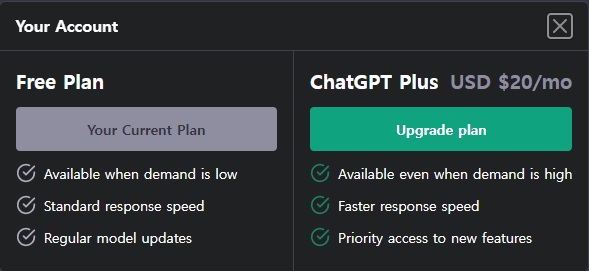 Your Account
Free Plan
Your Current Plan
Available when demand is low
Standard response speed
Regular model updates
ChatGPT Plus USD $20/mo
Upgrade plan
Available even when demand is high
Faster response speed
Priority access to new features